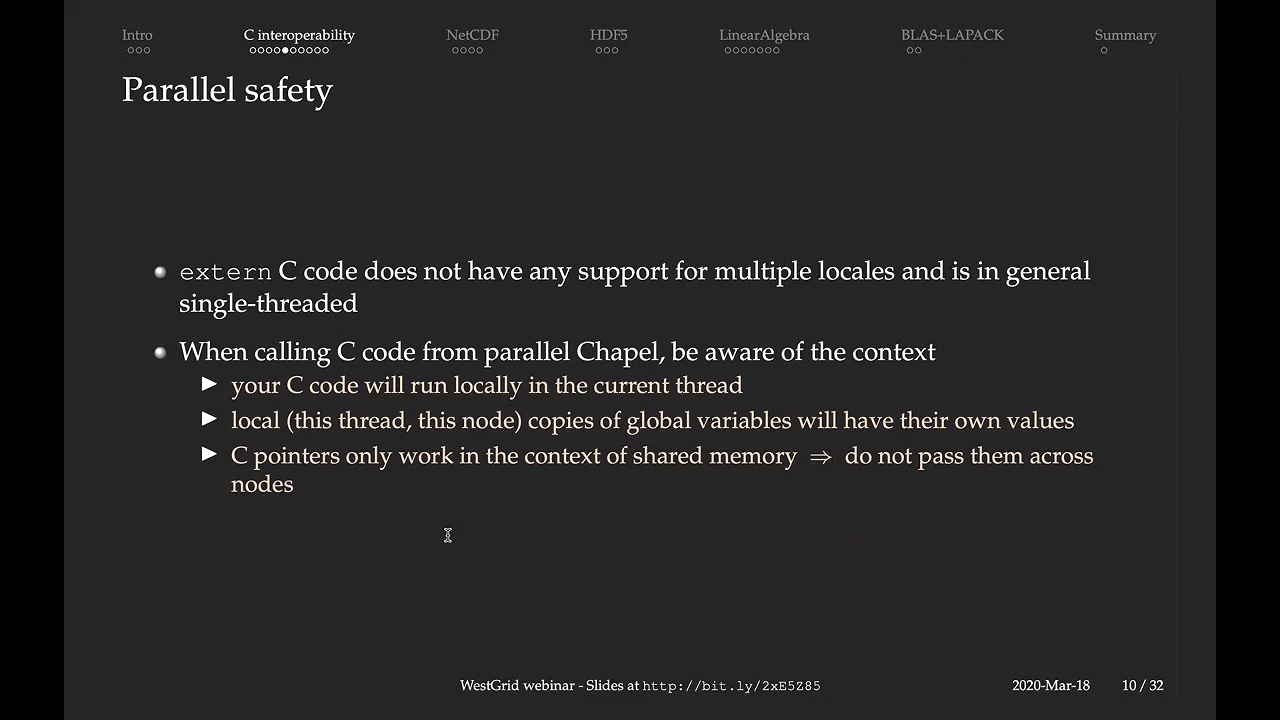 Intro C interoperability NetCDF HDF5 LinearAlgebra BLAS+LAPACK Summary
Parallel safety
extern C code does not have any support for multiple locales and is in general
single-threaded
When calling C code from parallel Chapel, be aware of the context
your C code will run locally in the current thread
local (this thread, this node) copies of global variables will have their own values
C pointers only work in the context of shared memory ⇒ do not pass them across
nodes
WestGrid webinar - Slides at http://bit.ly/2xE5Z85 2020-Mar-18 10 / 32